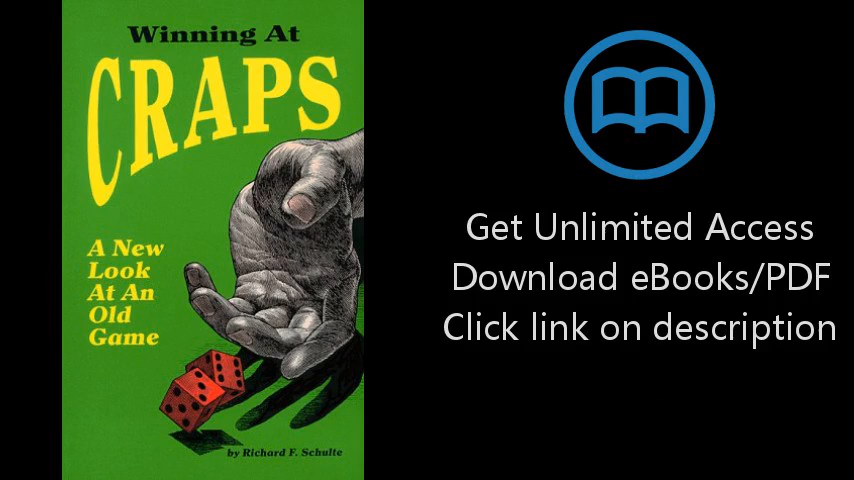 Winning At
CRAPS
A New
Look
At An
Old
Game
by Richard F. Schulte
Get Unlimited Access
Download eBooks/PDF
Click link on description